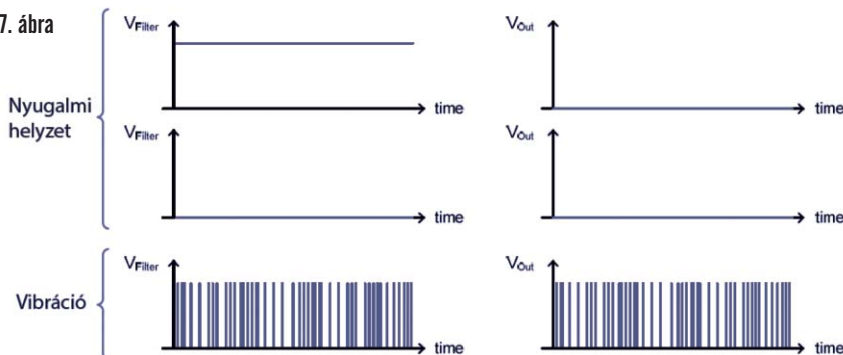 7. ábra
VFilter
time
VOut
time
Nyugalmi
helyzet
VFilter
time
VOut
time
VFilter
time
VOut
time
Vibráció